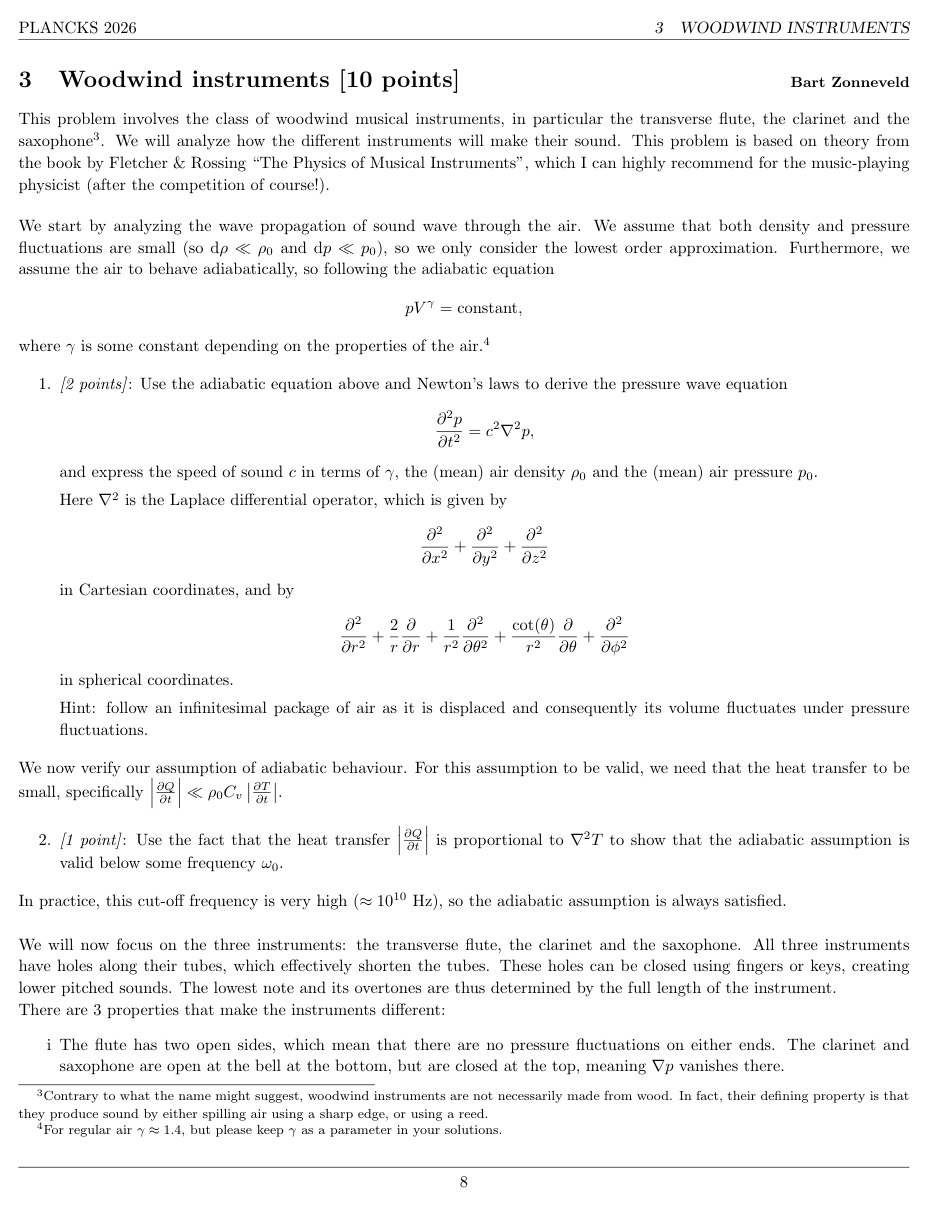 PLANCKS 2026 3 WOODWIND INSTRUMENTS
3 Woodwind instruments [10 points] Bart Zonneveld
This problem involves the class of woodwind musical instruments, in particular the transverse flute, the clarinet and the
saxophone³. We will analyze how the different instruments will make their sound. This problem is based on theory from
the book by Fletcher & Rossing “The Physics of Musical Instruments”, which I can highly recommend for the music-playing
physicist (after the competition of course!).
We start by analyzing the wave propagation of sound wave through the air. We assume that both density and pressure
fluctuations are small (so dρ ≪ ρ₀ and dp ≪ p₀), so we only consider the lowest order approximation. Furthermore, we
assume the air to behave adiabatically, so following the adiabatic equation
pV^γ = constant,
where γ is some constant depending on the properties of the air.⁴
1. [2 points]: Use the adiabatic equation above and Newton’s laws to derive the pressure wave equation
∂²p/∂t² = c²∇²p,
and express the speed of sound c in terms of γ, the (mean) air density ρ₀ and the (mean) air pressure p₀.
Here ∇² is the Laplace differential operator, which is given by
∂²/∂x² + ∂²/∂y² + ∂²/∂z²
in Cartesian coordinates, and by
∂²/∂r² + 2/r ∂/∂r + 1/r² ∂²/∂θ² + cot(θ)/r² ∂/∂θ + ∂²/∂ϕ²
in spherical coordinates.
Hint: follow an infinitesimal package of air as it is displaced and consequently its volume fluctuates under pressure
fluctuations.
We now verify our assumption of adiabatic behaviour. For this assumption to be valid, we need that the heat transfer to be
small, specifically |∂Q/∂t| ≪ ρ₀Cᵥ |∂T/∂t|.
2. [1 point]: Use the fact that the heat transfer |∂Q/∂t| is proportional to ∇²T to show that the adiabatic assumption is
valid below some frequency ω₀.
In practice, this cut-off frequency is very high (≈ 10¹⁰ Hz), so the adiabatic assumption is always satisfied.
We will now focus on the three instruments: the transverse flute, the clarinet and the saxophone. All three instruments
have holes along their tubes, which effectively shorten the tubes. These holes can be closed using fingers or keys, creating
lower pitched sounds. The lowest note and its overtones are thus determined by the full length of the instrument.
There are 3 properties that make the instruments different:
i The flute has two open sides, which mean that there are no pressure fluctuations on either ends. The clarinet and
saxophone are open at the bell at the bottom, but are closed at the top, meaning ∇p vanishes there.
³Contrary to what the name might suggest, woodwind instruments are not necessarily made from wood. In fact, their defining property is that
they produce sound by either spilling air using a sharp edge, or using a reed.
⁴For regular air γ ≈ 1.4, but please keep γ as a parameter in your solutions.
8